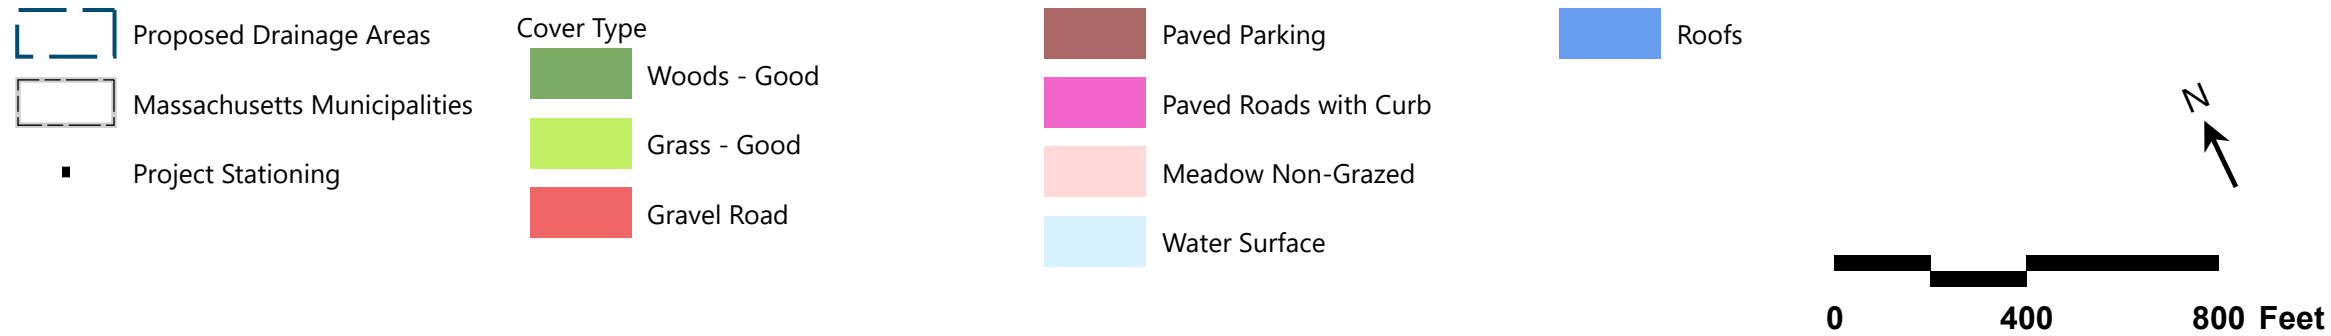 Proposed Drainage Areas
Massachusetts Municipalities
Project Stationing
Cover Type
Woods - Good
Grass - Good
Gravel Road
Paved Parking
Paved Roads with Curb
Meadow Non-Grazed
Water Surface
Roofs
N
0 400 800 Feet